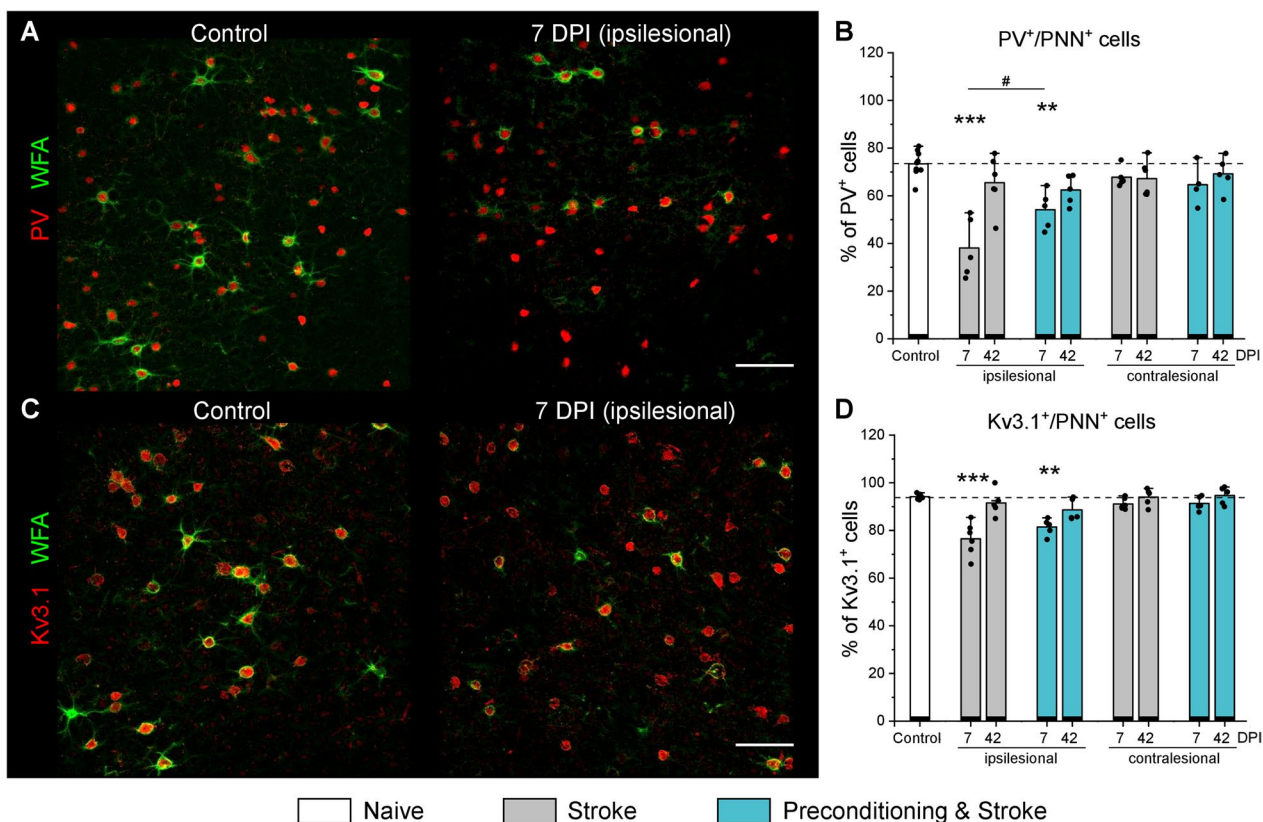 A
Control
7 DPI (ipsilesional)
PV WFA
B
PV⁺/PNN⁺ cells
% of PV⁺ cells
120
100
80
60
40
20
0
#
***
**
Control
7 42 7 42 7 42 7 42 DPI
ipsilesional contralesional
C
Control
7 DPI (ipsilesional)
Kv3.1 WFA
D
Kv3.1⁺/PNN⁺ cells
% of Kv3.1⁺ cells
120
100
80
60
40
20
0
***
**
Control
7 42 7 42 7 42 7 42 DPI
ipsilesional contralesional
Naive Stroke Preconditioning & Stroke